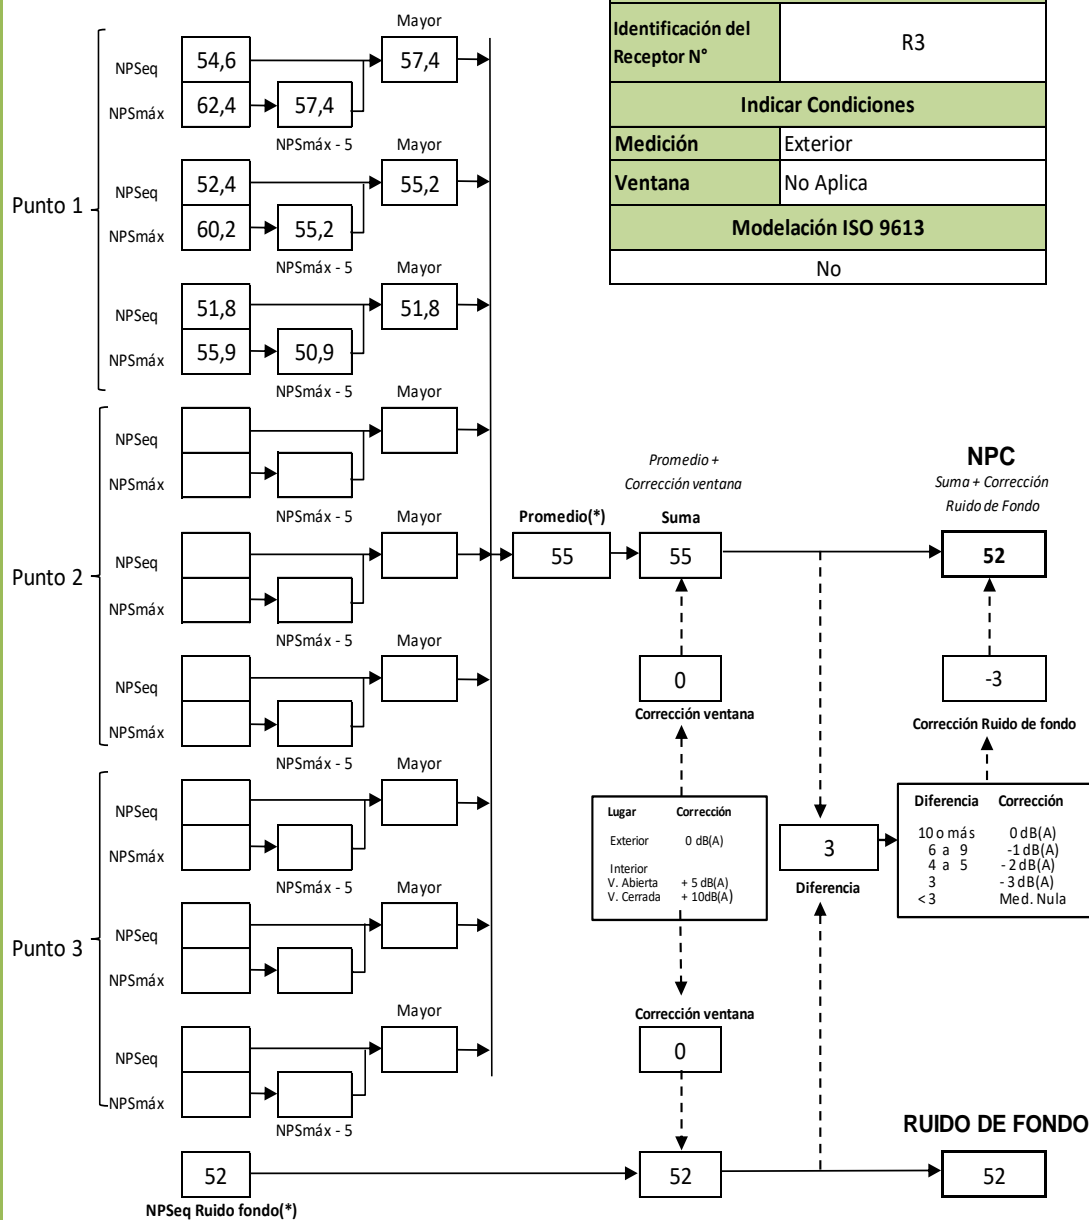 Identificación del
Receptor N°
R3
Indicar Condiciones
Medición Exterior
Ventana No Aplica
Modelación ISO 9613
No
Mayor
NPSeq 54,6 57,4
NPSmáx 62,4 57,4
NPSmáx - 5 Mayor
Punto 1
NPSeq 52,4 55,2
NPSmáx 60,2 55,2
NPSmáx - 5 Mayor
NPSeq 51,8 51,8
NPSmáx 55,9 50,9
NPSmáx - 5 Mayor
NPSeq
NPSmáx
NPSmáx - 5 Mayor
Punto 2
NPSeq
NPSmáx
NPSmáx - 5 Mayor
NPSeq
NPSmáx
NPSmáx - 5 Mayor
NPSeq
NPSmáx
NPSmáx - 5 Mayor
Punto 3
NPSeq
NPSmáx
Mayor
NPSeq
NPSmáx
NPSmáx - 5
Promedio(*)
55
Promedio +
Corrección ventana
Suma
55
0
Corrección ventana
Lugar Corrección
Exterior 0 dB(A)
Interior
V. Abierta + 5 dB(A)
V. Cerrada + 10dB(A)
Corrección ventana
0
NPC
Suma + Corrección
Ruido de Fondo
52
-3
Corrección Ruido de fondo
Diferencia Corrección
10 o más 0 dB(A)
6 a 9 -1 dB(A)
4 a 5 - 2 dB(A)
3 - 3 dB(A)
< 3 Med. Nula
3
Diferencia
RUIDO DE FONDO
52 52 52
NPSeq Ruido fondo(*)